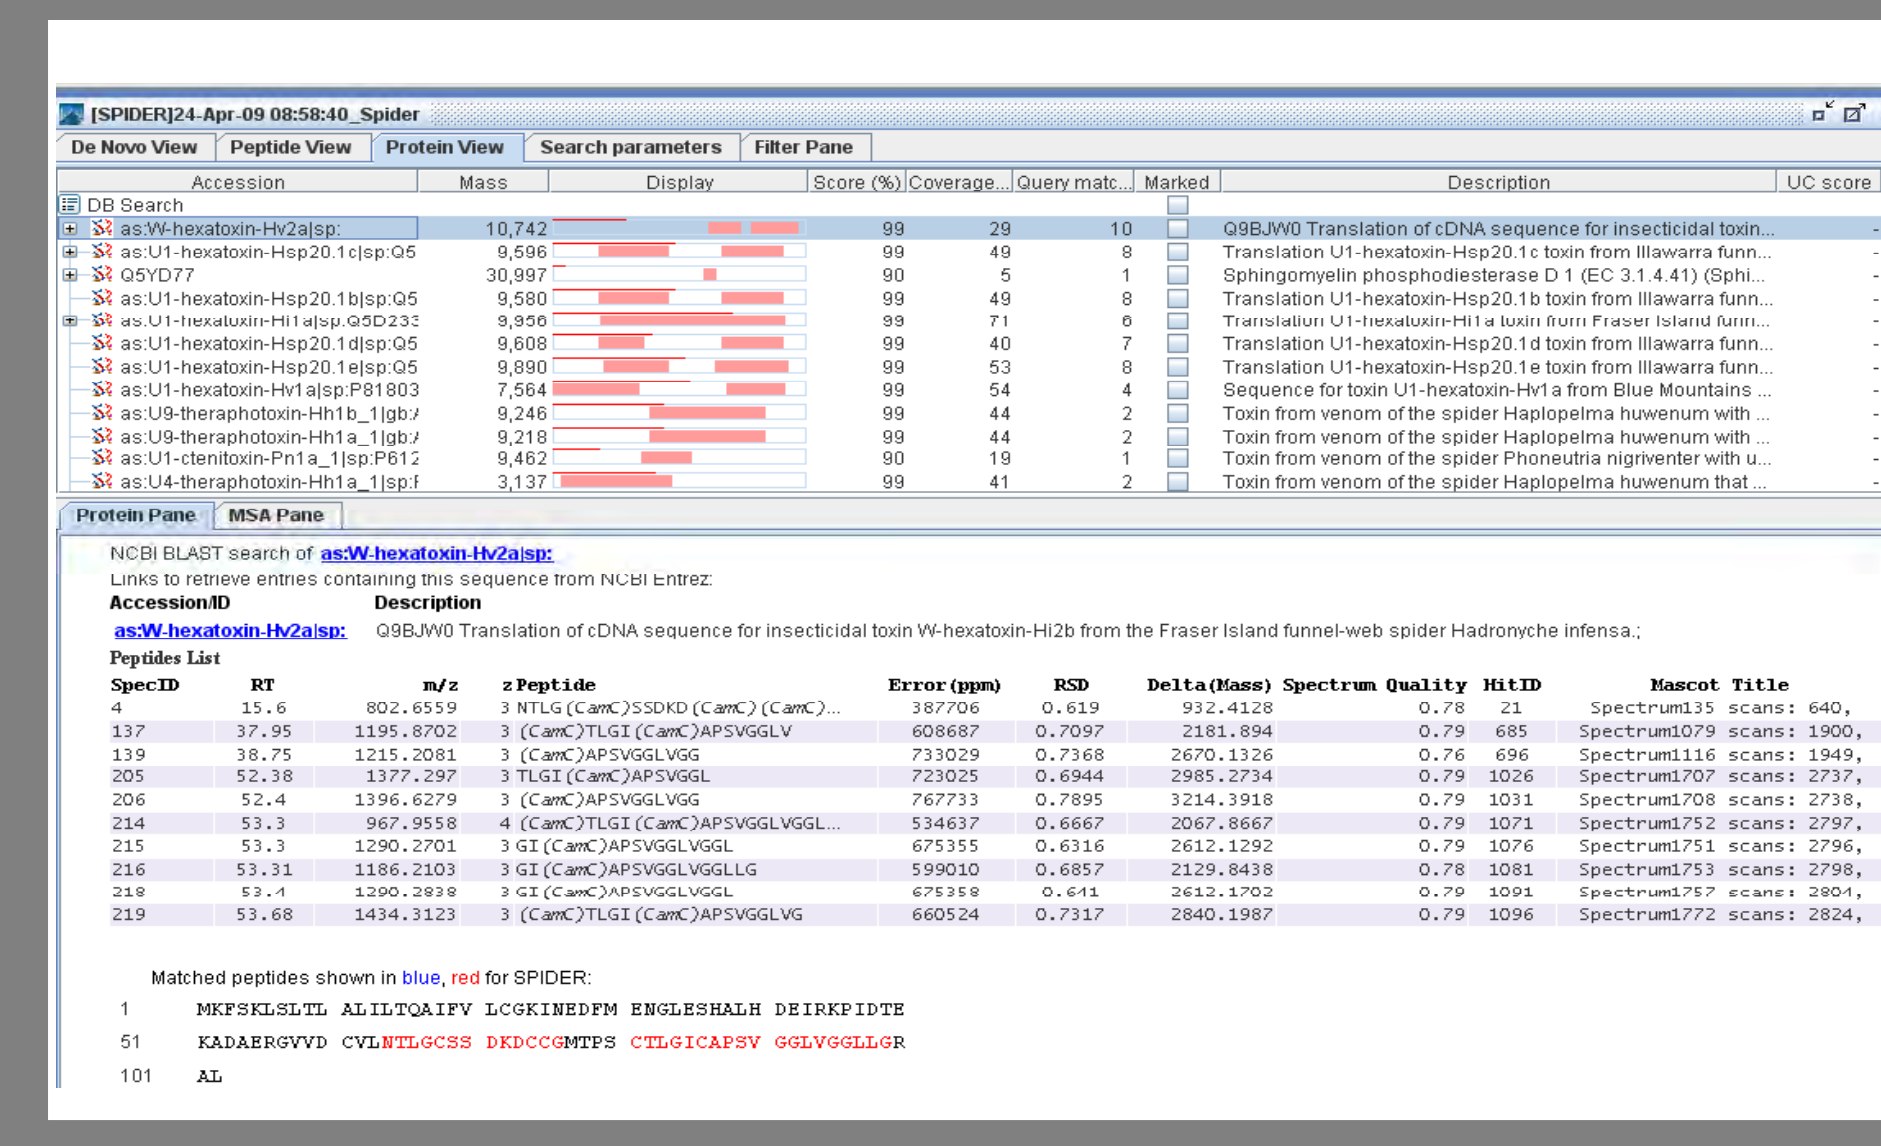 [SPIDER]24-Apr-09 08:58:40_Spider
De Novo View Peptide View Protein View Search parameters Filter Pane
Accession Mass Display Score (%) Coverage... Query matc... Marked Description UC score
DB Search
as:W-hexatoxin-Hv2a|sp: 10,742 99 29 10 Q9BJW0 Translation of cDNA sequence for insecticidal toxin... -
as:U1-hexatoxin-Hsp20.1c|sp:Q5 9,596 99 49 8 Translation U1-hexatoxin-Hsp20.1c toxin from Illawarra funn... -
Q5YD77 30,997 90 5 1 Sphingomyelin phosphodiesterase D 1 (EC 3.1.4.41) (Sphi... -
as:U1-hexatoxin-Hsp20.1b|sp:Q5 9,580 99 49 8 Translation U1-hexatoxin-Hsp20.1b toxin from Illawarra funn... -
as:U1-hexatoxin-Hi1a|sp:Q5D233 9,956 99 71 6 Translation U1-hexatoxin-Hi1a toxin from Fraser Island funn... -
as:U1-hexatoxin-Hsp20.1d|sp:Q5 9,608 99 40 7 Translation U1-hexatoxin-Hsp20.1d toxin from Illawarra funn... -
as:U1-hexatoxin-Hsp20.1e|sp:Q5 9,890 99 53 8 Translation U1-hexatoxin-Hsp20.1e toxin from Illawarra funn... -
as:U1-hexatoxin-Hv1a|sp:P81803 7,564 99 54 4 Sequence for toxin U1-hexatoxin-Hv1a from Blue Mountains ... -
as:U9-theraphotoxin-Hh1b_1|gb:A 9,246 99 44 2 Toxin from venom of the spider Haplopelma huwenum with ... -
as:U9-theraphotoxin-Hh1a_1|gb:A 9,218 99 44 2 Toxin from venom of the spider Haplopelma huwenum with ... -
as:U1-ctenitoxin-Pn1a_1|sp:P612 9,462 90 19 1 Toxin from venom of the spider Phoneutria nigriventer with u... -
as:U4-theraphotoxin-Hh1a_1|sp:F 3,137 99 41 2 Toxin from venom of the spider Haplopelma huwenum that ... -
Protein Pane MSA Pane
NCBI BLAST search of as:W-hexatoxin-Hv2a|sp:
Links to retrieve entries containing this sequence from NCBI Entrez:
Accession/ID Description
as:W-hexatoxin-Hv2a|sp: Q9BJW0 Translation of cDNA sequence for insecticidal toxin W-hexatoxin-Hi2b from the Fraser Island funnel-web spider Hadronyche infensa.;
Peptides List
SpecID RT m/z z Peptide Error(ppm) RSD Delta(Mass) Spectrum Quality HitID Mascot Title
4 15.6 802.6559 3 NTLG(CamC)SSDKD(CamC)(CamC)... 387706 0.619 932.4128 0.78 21 Spectrum135 scans: 640,
137 37.95 1195.8702 3 (CamC)TLGI(CamC)APSVGGLV 608687 0.7097 2181.894 0.79 685 Spectrum1079 scans: 1900,
139 38.75 1215.2081 3 (CamC)APSVGGLVGG 733029 0.7368 2670.1326 0.76 696 Spectrum1116 scans: 1949,
205 52.38 1377.297 3 TLGI(CamC)APSVGGL 723025 0.6944 2985.2734 0.79 1026 Spectrum1707 scans: 2737,
206 52.4 1396.6279 3 (CamC)APSVGGLVGG 767733 0.7895 3214.3918 0.79 1031 Spectrum1708 scans: 2738,
214 53.3 967.9558 4 (CamC)TLGI(CamC)APSVGGLVGGL... 534637 0.6667 2067.8667 0.79 1071 Spectrum1752 scans: 2797,
215 53.3 1290.2701 3 GI(CamC)APSVGGLVGGL 675355 0.6316 2612.1292 0.79 1076 Spectrum1751 scans: 2796,
216 53.31 1186.2103 3 GI(CamC)APSVGGLVGGLLG 599010 0.6857 2129.8438 0.78 1081 Spectrum1753 scans: 2798,
218 53.4 1290.2838 3 GI(CamC)APSVGGLVGGL 675358 0.641 2612.1702 0.79 1091 Spectrum1757 scans: 2804,
219 53.68 1434.3123 3 (CamC)TLGI(CamC)APSVGGLVG 660524 0.7317 2840.1987 0.79 1096 Spectrum1772 scans: 2824,
Matched peptides shown in blue, red for SPIDER:
1 MKFSKLSLTL ALILTQAIFV LCGKINEDFM ENGLESHALH DEIRKPIDTE
51 KADAERGVVD CVLNTLGCSS DKDCCGMTPS CTLGICAPSV GGLVGGLLGR
101 AL